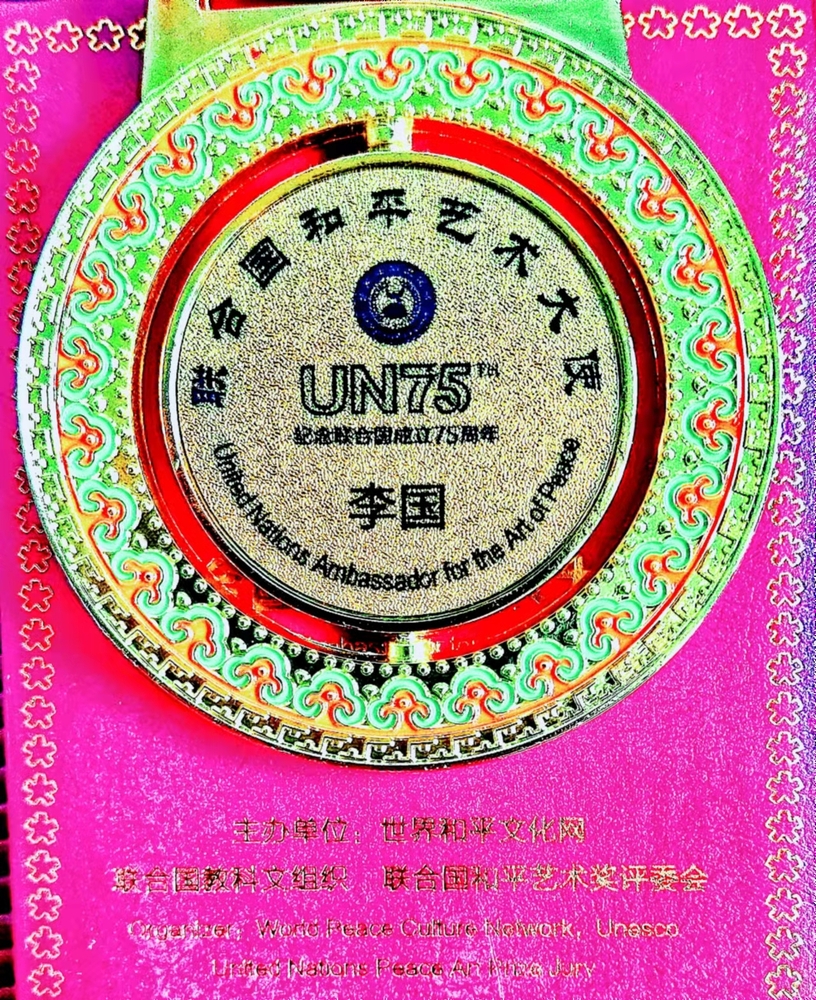 联合国和平艺术大使
UN75TH
纪念联合国成立75周年
李国
United Nations Ambassador for the Art of Peace
主办单位：世界和平文化网
联合国教科文组织 联合国和平艺术奖评委会
Organizer：World Peace Culture Network，Unesco
United Nations Peace Art Prize Jury